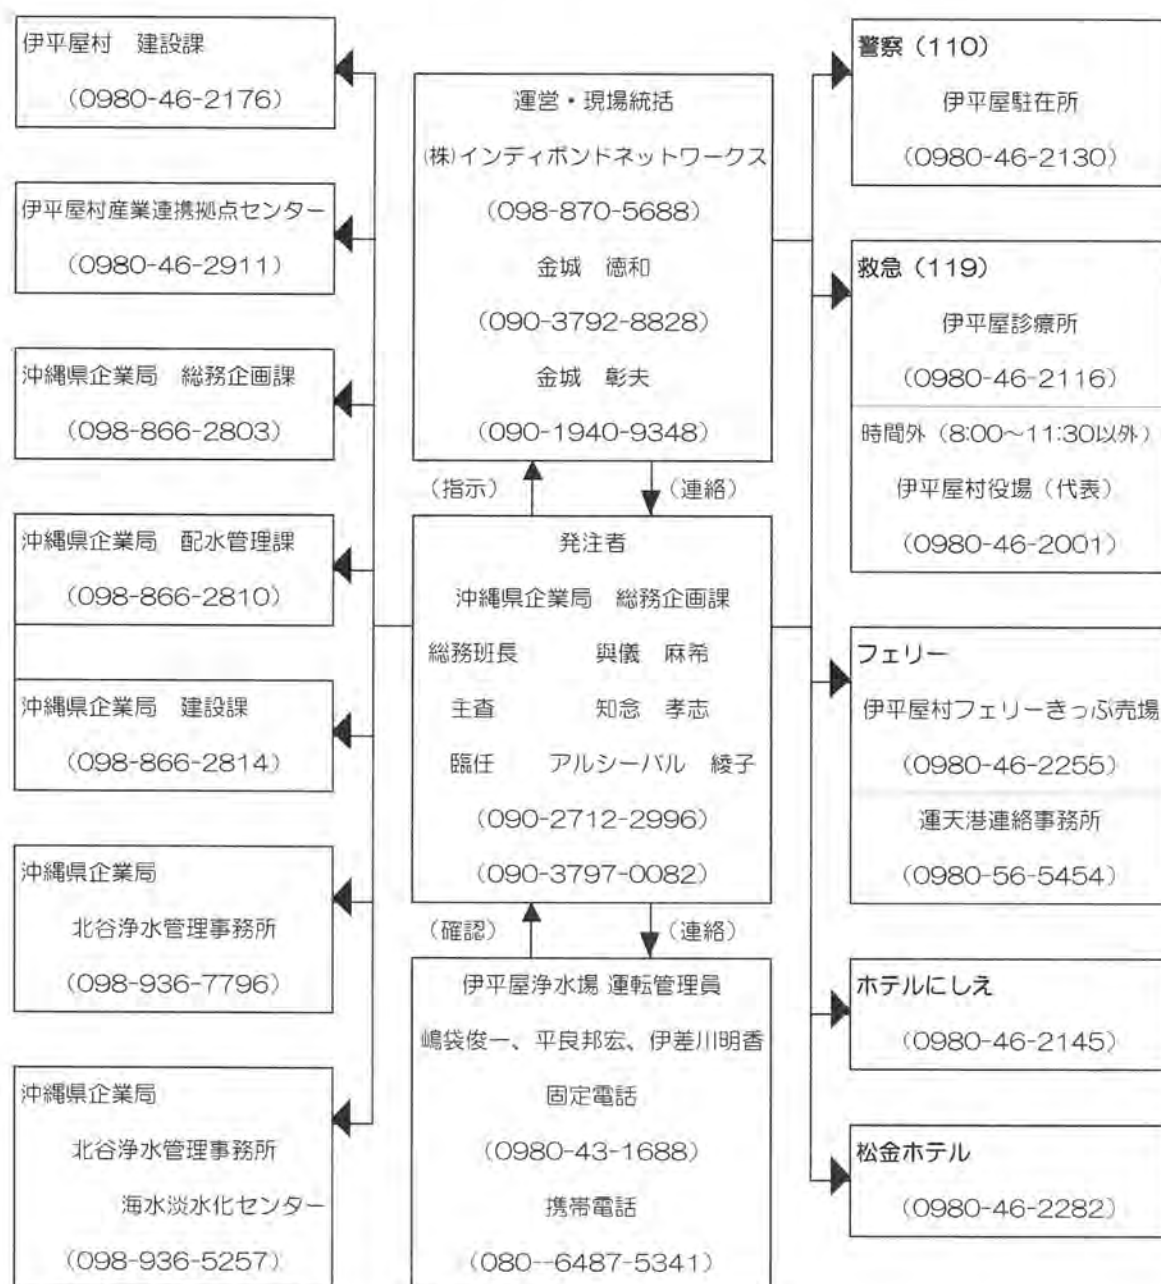 伊平屋村 建設課
(0980-46-2176)
伊平屋村産業連携拠点センター
(0980-46-2911)
沖縄県企業局 総務企画課
(098-866-2803)
沖縄県企業局 配水管理課
(098-866-2810)
沖縄県企業局 建設課
(098-866-2814)
沖縄県企業局
北谷浄水管理事務所
(098-936-7796)
沖縄県企業局
北谷浄水管理事務所
海水淡水化センター
(098-936-5257)
運営・現場統括
(株)インディボンドネットワークス
(098-870-5688)
金城 徳和
(090-3792-8828)
金城 彰夫
(090-1940-9348)
(指示) (連絡)
発注者
沖縄県企業局 総務企画課
総務班長 與儀 麻希
主査 知念 孝志
臨任 アルシーバル 綾子
(090-2712-2996)
(090-3797-0082)
(確認) (連絡)
伊平屋浄水場 運転管理員
嶋袋俊一、平良邦宏、伊差川明香
固定電話
(0980-43-1688)
携帯電話
(080--6487-5341)
警察(110)
伊平屋駐在所
(0980-46-2130)
救急(119)
伊平屋診療所
(0980-46-2116)
時間外(8:00~11:30以外)
伊平屋村役場(代表)
(0980-46-2001)
フェリー
伊平屋村フェリーきっぷ売場
(0980-46-2255)
運天港連絡事務所
(0980-56-5454)
ホテルにしえ
(0980-46-2145)
松金ホテル
(0980-46-2282)